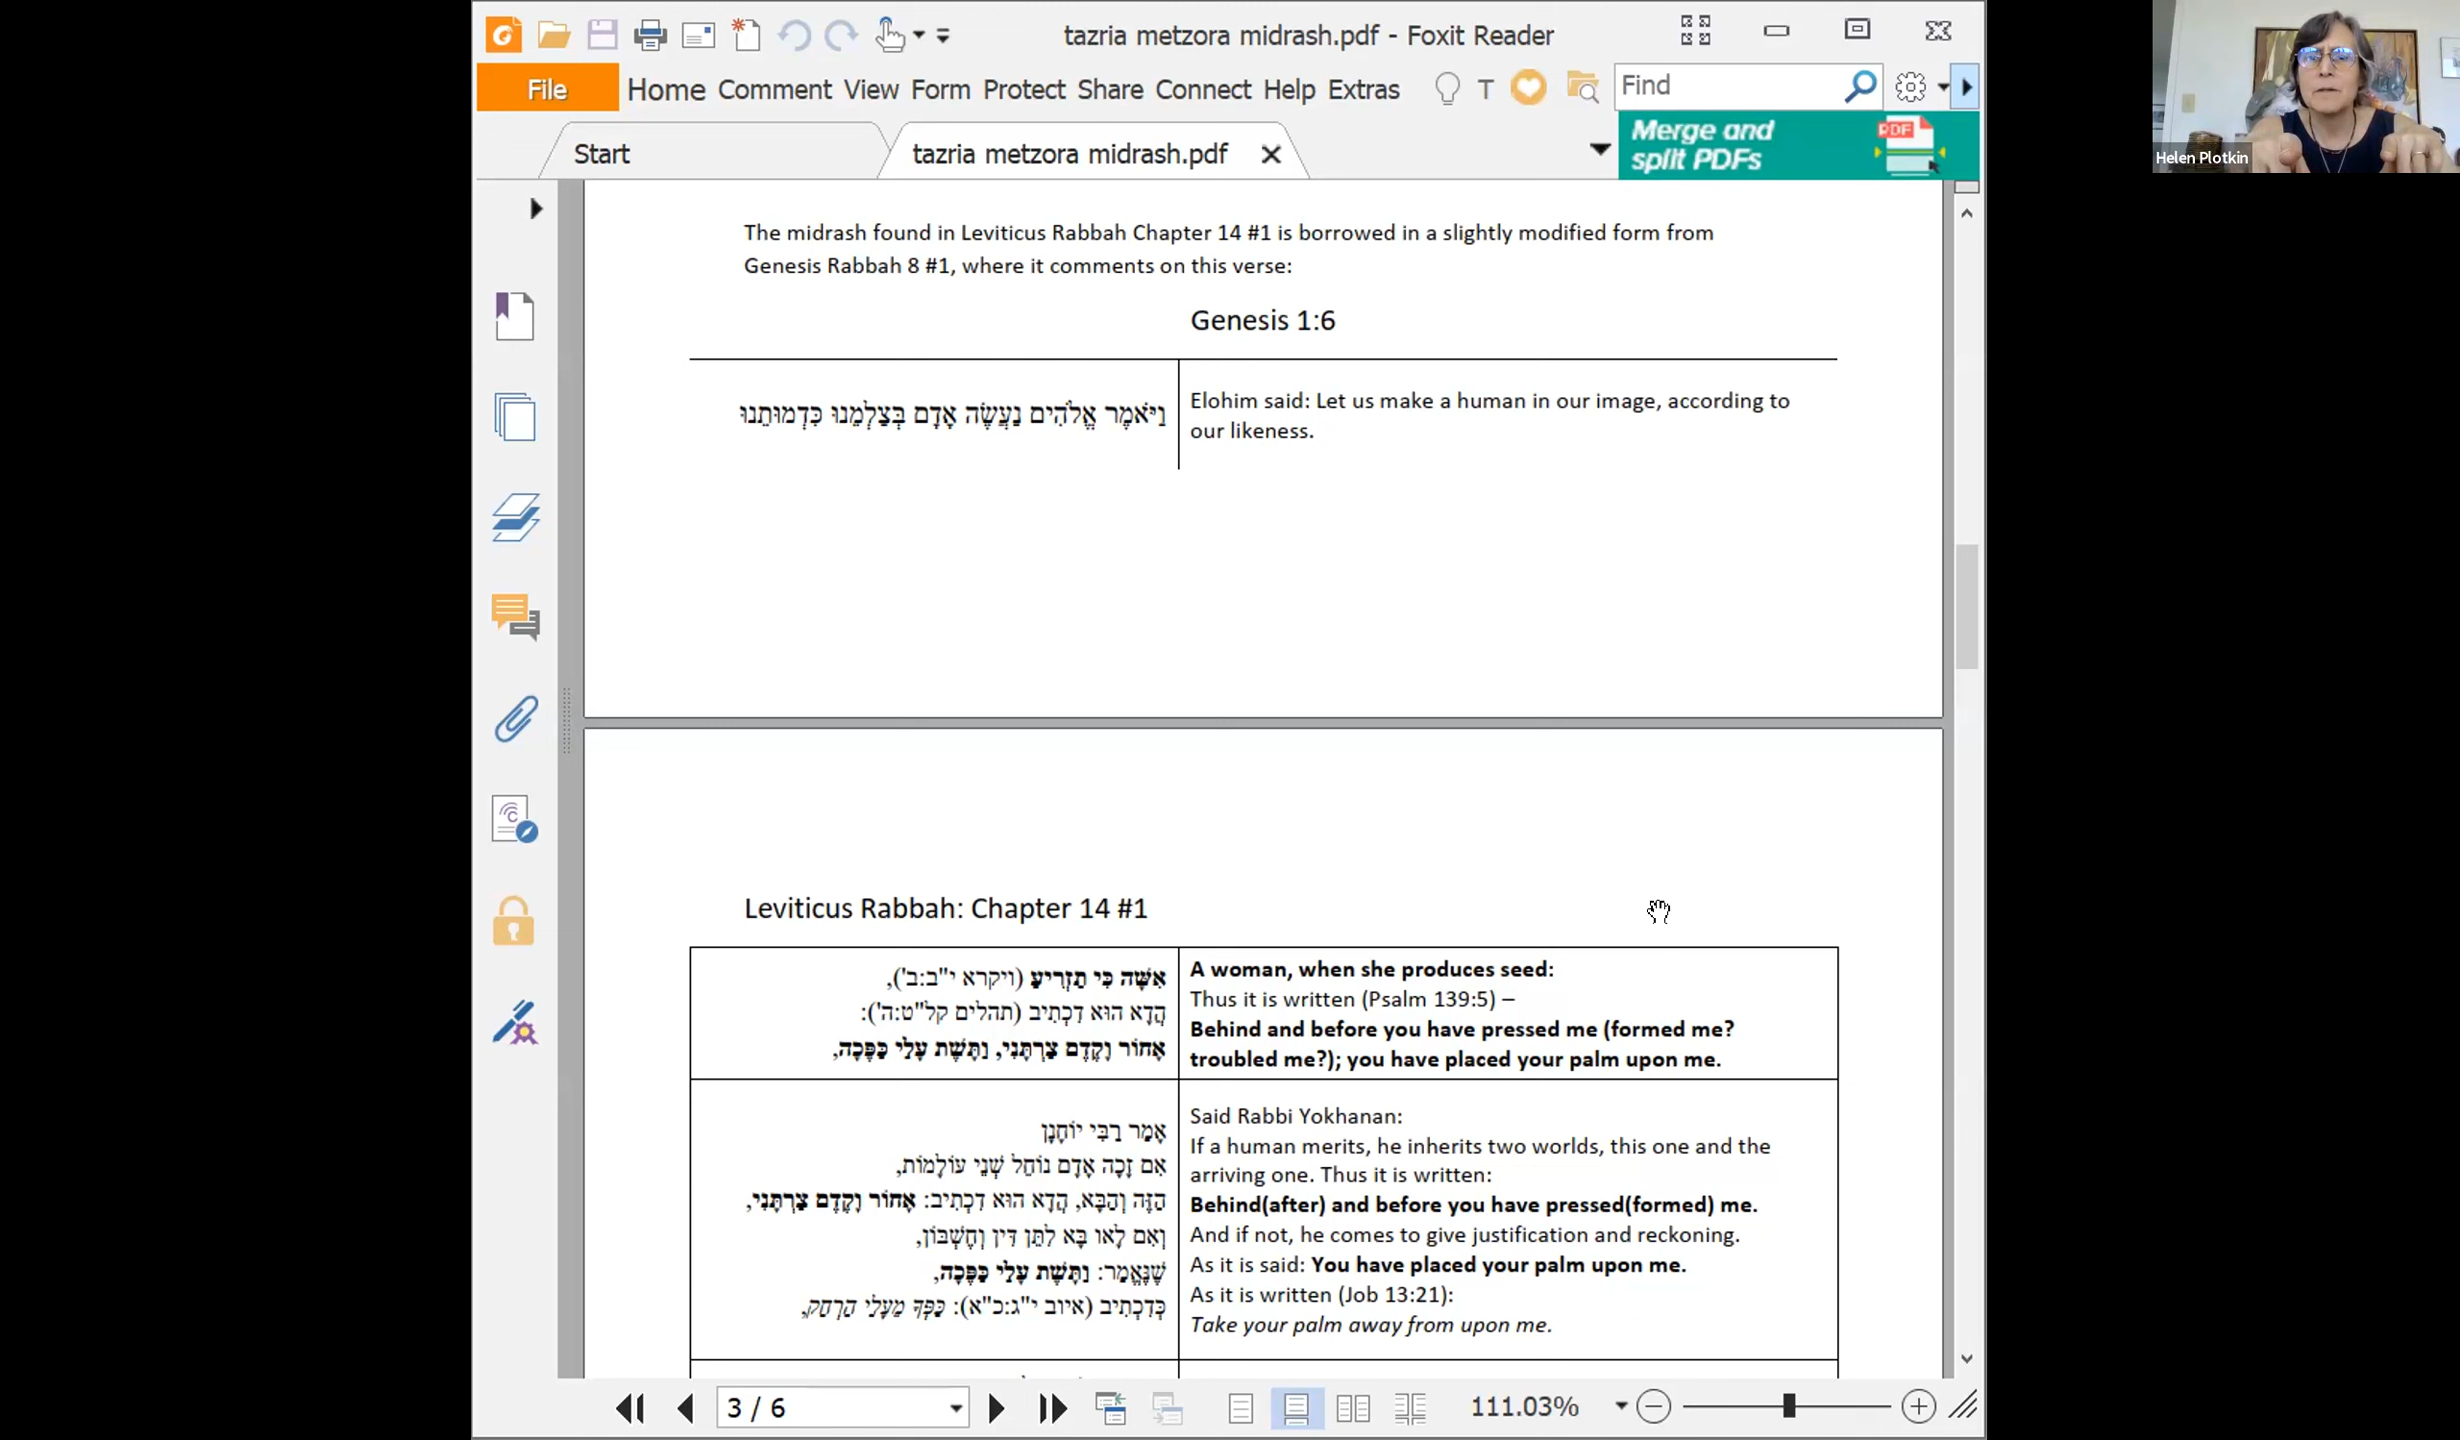 tazria metzora midrash.pdf - Foxit Reader
File Home Comment View Form Protect Share Connect Help Extras
Find
Start
tazria metzora midrash.pdf
Merge and
split PDFs
PDF
Helen Plotkin
The midrash found in Leviticus Rabbah Chapter 14 #1 is borrowed in a slightly modified form from
Genesis Rabbah 8 #1, where it comments on this verse:
Genesis 1:6
וַיֹּאמֶר אֱלֹהִים נַעֲשֶׂה אָדָם בְּצַלְמֵנוּ כִּדְמוּתֵנוּ
Elohim said: Let us make a human in our image, according to
our likeness.
Leviticus Rabbah: Chapter 14 #1
אִשָּׁה כִּי תַזְרִיעַ (ויקרא י"ב:ב'),
הֲדָא הוּא דִכְתִיב (תהלים קל"ט:ה'):
אָחוֹר וָקֶדֶם צַרְתָּנִי, וַתָּשֶׁת עָלַי כַּפֶּכָה,
A woman, when she produces seed:
Thus it is written (Psalm 139:5) –
Behind and before you have pressed me (formed me?
troubled me?); you have placed your palm upon me.
אָמַר רַבִּי יוֹחָנָן
אִם זָכָה אָדָם נוֹחֵל שְׁנֵי עוֹלָמוֹת,
הַזֶּה וְהַבָּא, הֲדָא הוּא דִכְתִיב: אָחוֹר וָקֶדֶם צַרְתָּנִי,
וְאִם לָאו בָּא לִתֵּן דִּין וְחֶשְׁבּוֹן,
שֶׁנֶּאֱמַר: וַתָּשֶׁת עָלַי כַּפֶּכָה,
כְּדִכְתִיב (איוב י"ג:כ"א): כַּפְּךָ מֵעָלַי הַרְחַק,
Said Rabbi Yokhanan:
If a human merits, he inherits two worlds, this one and the
arriving one. Thus it is written:
Behind(after) and before you have pressed(formed) me.
And if not, he comes to give justification and reckoning.
As it is said: You have placed your palm upon me.
As it is written (Job 13:21):
Take your palm away from upon me.
3 / 6
111.03%